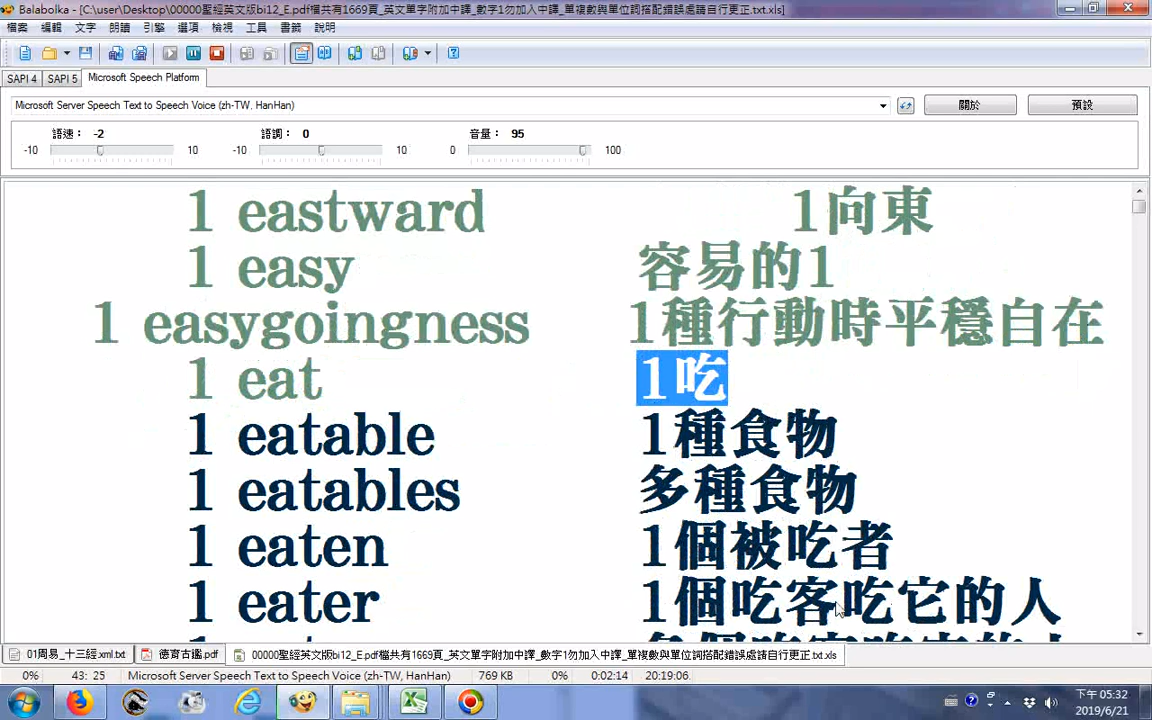 Balabolka - [C:\user\Desktop\00000聖經英文版bi12_E.pdf檔共有1669頁_英文單字附加中譯_數字1勿加入中譯_單複數與單位詞搭配錯誤處請自行更正.txt.xls]
檔案 編輯 文字 朗讀 引擎 選項 檢視 工具 書籤 說明
SAPI 4 SAPI 5 Microsoft Speech Platform
Microsoft Server Speech Text to Speech Voice (zh-TW, HanHan) 關於 預設
語速： -2 語調： 0 音量： 95
-10 10 -10 10 0 100
1 eastward 1向東
1 easy 容易的1
1 easygoingness 1種行動時平穩自在
1 eat 1吃
1 eatable 1種食物
1 eatables 多種食物
1 eaten 1個被吃者
1 eater 1個吃客吃它的人
01周易_十三經.xml.txt 德育古鑑.pdf 00000聖經英文版bi12_E.pdf檔共有1669頁_英文單字附加中譯_數字1勿加入中譯_單複數與單位詞搭配錯誤處請自行更正.txt.xls
0% 43: 25 Microsoft Server Speech Text to Speech Voice (zh-TW, HanHan) 769 KB 0% 0:02:14 20:19:06
下午 05:32
2019/6/21